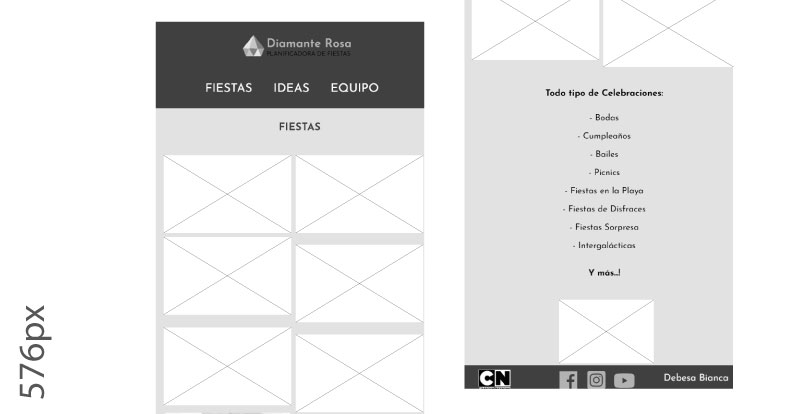 576px
Diamante Rosa
PLANIFICADORA DE FIESTAS
FIESTAS IDEAS EQUIPO
FIESTAS
Todo tipo de Celebraciones:
- Bodas
- Cumpleaños
- Bailes
- Picnics
- Fiestas en la Playa
- Fiestas de Disfraces
- Fiestas Sorpresa
- Intergalácticas
Y más..!
CN
Debesa Bianca